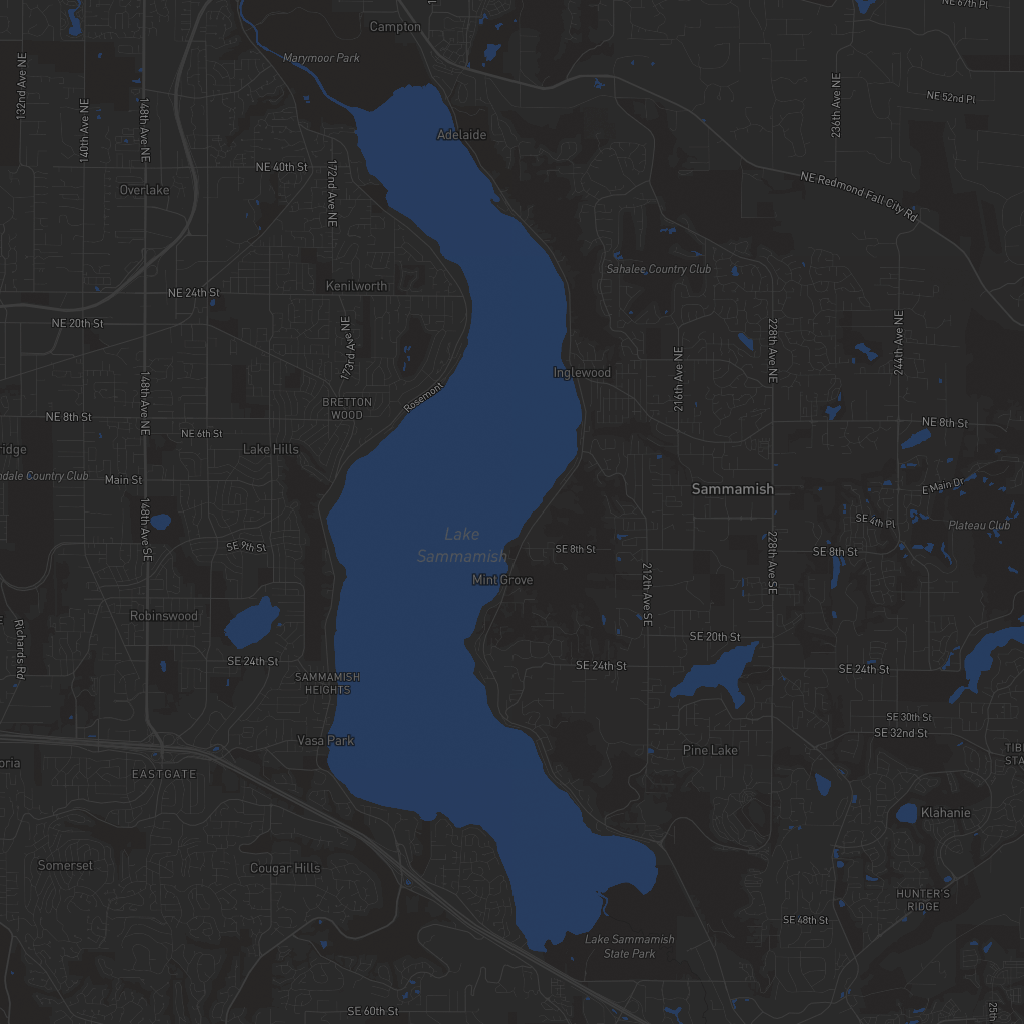 NE 67th Pl
Campton
Marymoor Park
132nd Ave NE
140th Ave NE
148th Ave NE
NE 52nd Pl
236th Ave NE
Adelaide
NE 40th St
172nd Ave NE
Overlake
NE Redmond Fall City Rd
Sahalee Country Club
Kenilworth
NE 24th St
NE 20th St
173rd Ave NE
228th Ave NE
244th Ave NE
216th Ave NE
Inglewood
148th Ave NE
Rosemont
BRETTON
WOOD
NE 8th St
NE 8th St
NE 6th St
ridge
Lake Hills
ndale Country Club
Main St
Sammamish
E Main Dr
148th Ave SE
SE 4th Pl
Plateau Club
Lake
Sammamish
SE 9th St
SE 8th St
228th Ave SE
SE 8th St
Mint Grove
212th Ave SE
Robinswood
Richards Rd
SE 20th St
SE 24th St
SE 24th St
SE 24th St
SAMMAMISH
HEIGHTS
SE 30th St
SE 32nd St
Vasa Park
Pine Lake
TIB
STA
oria
EASTGATE
Klahanie
Somerset
Cougar Hills
HUNTER'S
RIDGE
SE 48th St
Lake Sammamish
State Park
SE 60th St
25th